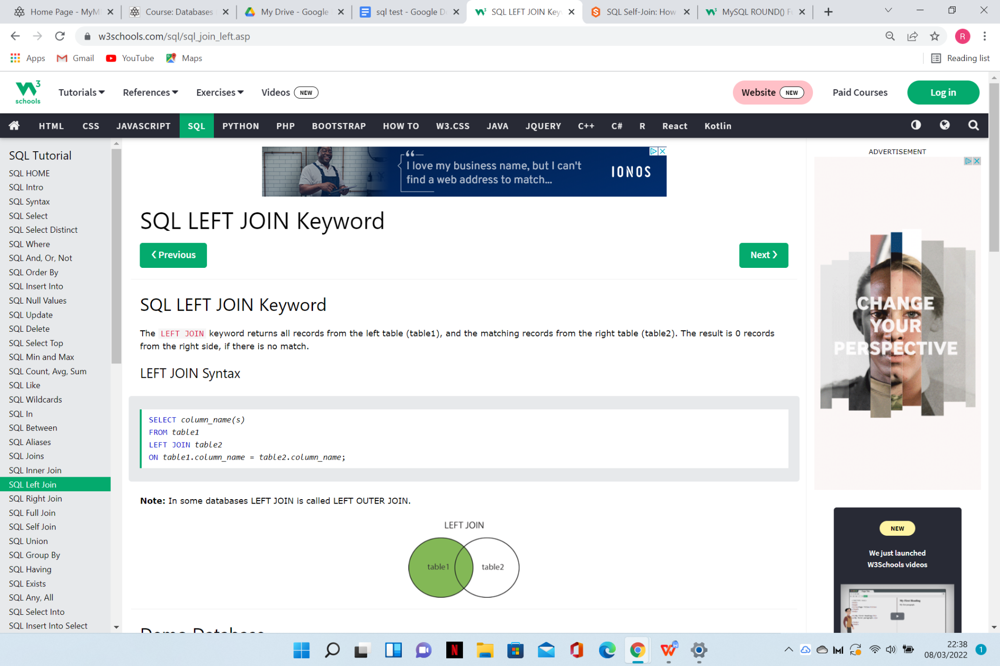 Home Page - MyM
Course: Databases
My Drive - Google
sql test - Google D
SQL LEFT JOIN Key
SQL Self-Join: How
MySQL ROUND() F
w3schools.com/sql/sql_join_left.asp
R
Apps
Gmail
YouTube
Maps
Reading list
W3
schools
Tutorials
References
Exercises
Videos NEW
Website NEW
Paid Courses
Log in
HTML
CSS
JAVASCRIPT
SQL
PYTHON
PHP
BOOTSTRAP
HOW TO
W3.CSS
JAVA
JQUERY
C++
C#
R
React
Kotlin
SQL Tutorial
SQL HOME
SQL Intro
SQL Syntax
SQL Select
SQL Select Distinct
SQL Where
SQL And, Or, Not
SQL Order By
SQL Insert Into
SQL Null Values
SQL Update
SQL Delete
SQL Select Top
SQL Min and Max
SQL Count, Avg, Sum
SQL Like
SQL Wildcards
SQL In
SQL Between
SQL Aliases
SQL Joins
SQL Inner Join
SQL Left Join
SQL Right Join
SQL Full Join
SQL Self Join
SQL Union
SQL Group By
SQL Having
SQL Exists
SQL Any, All
SQL Select Into
SQL Insert Into Select
I love my business name, but I can't
find a web address to match...
IONOS
SQL LEFT JOIN Keyword
❮ Previous
Next ❯
SQL LEFT JOIN Keyword
The LEFT JOIN keyword returns all records from the left table (table1), and the matching records from the right table (table2). The result is 0 records
from the right side, if there is no match.
LEFT JOIN Syntax
SELECT column_name(s)
FROM table1
LEFT JOIN table2
ON table1.column_name = table2.column_name;
Note: In some databases LEFT JOIN is called LEFT OUTER JOIN.
LEFT JOIN
table1
table2
Demo Database
ADVERTISEMENT
CHANGE
YOUR
PERSPECTIVE
NEW
We just launched
W3Schools videos
My First Heading
22:38
08/03/2022
1